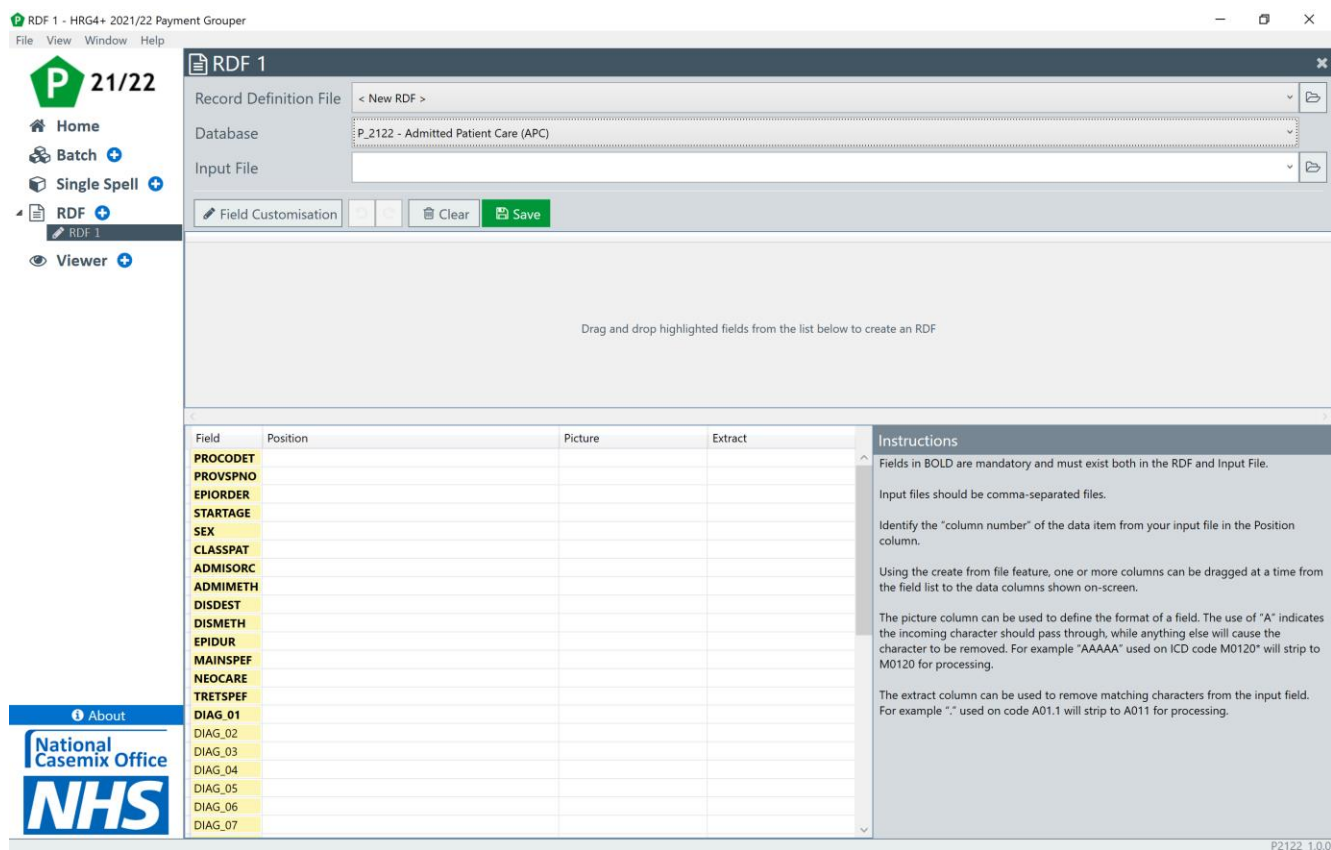 RDF 1 - HRG4+ 2021/22 Payment Grouper
File View Window Help
P 21/22
Home
Batch
Single Spell
RDF
RDF 1
Viewer
About
National
Casemix Office
NHS
RDF 1
Record Definition File < New RDF >
Database P_2122 - Admitted Patient Care (APC)
Input File
Field Customisation Clear Save
Drag and drop highlighted fields from the list below to create an RDF
Field Position Picture Extract
PROCODET
PROVSPNO
EPIORDER
STARTAGE
SEX
CLASSPAT
ADMISORC
ADMIMETH
DISDEST
DISMETH
EPIDUR
MAINSPEF
NEOCARE
TRETSPEF
DIAG_01
DIAG_02
DIAG_03
DIAG_04
DIAG_05
DIAG_06
DIAG_07
Instructions
Fields in BOLD are mandatory and must exist both in the RDF and Input File.
Input files should be comma-separated files.
Identify the "column number" of the data item from your input file in the Position
column.
Using the create from file feature, one or more columns can be dragged at a time from
the field list to the data columns shown on-screen.
The picture column can be used to define the format of a field. The use of "A" indicates
the incoming character should pass through, while anything else will cause the
character to be removed. For example "AAAAA" used on ICD code M0120* will strip to
M0120 for processing.
The extract column can be used to remove matching characters from the input field.
For example "." used on code A01.1 will strip to A011 for processing.
P2122_1.0.0